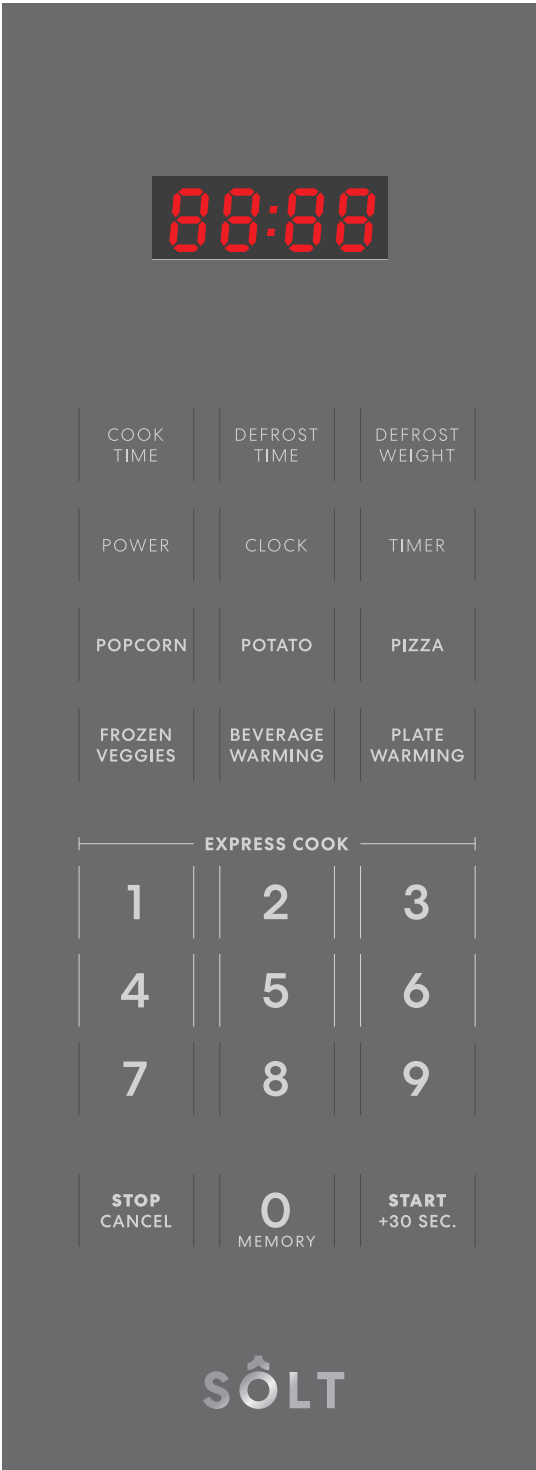 88:88
COOK TIME
DEFROST TIME
DEFROST WEIGHT
POWER
CLOCK
TIMER
POPCORN
POTATO
PIZZA
FROZEN VEGGIES
BEVERAGE WARMING
PLATE WARMING
EXPRESS COOK
1
2
3
4
5
6
7
8
9
STOP
CANCEL
0
MEMORY
START
+30 SEC.
SÔLT